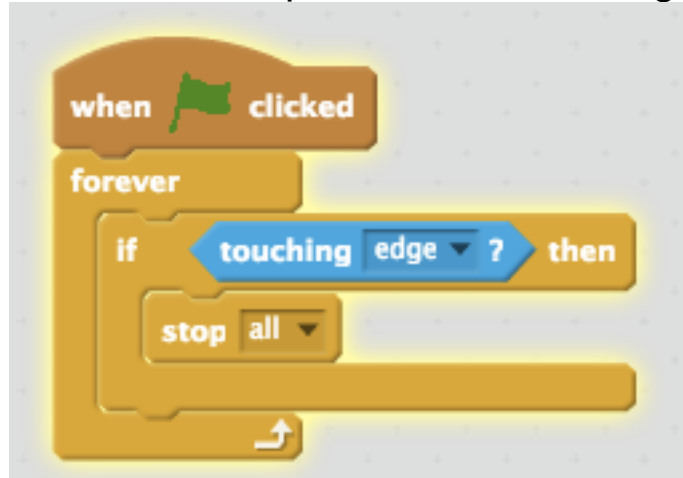 when clicked
forever
if touching edge ? then
stop all